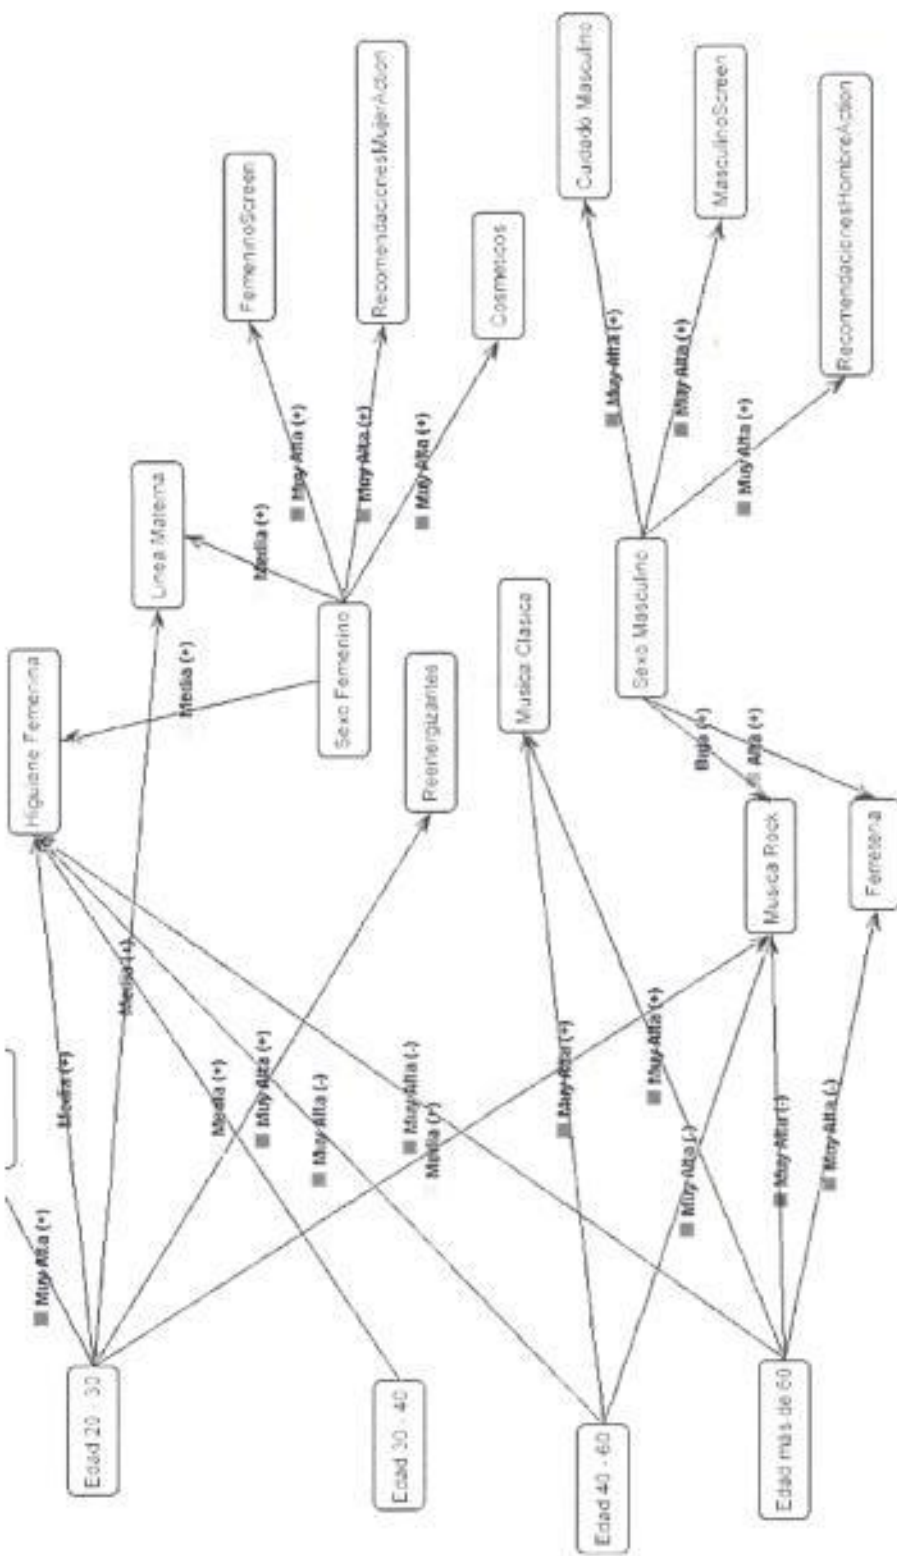 Higuiene Femenina
Muy Alta (+)
Media (+)
Edad 20 - 30
Media (+)
Linea Materna
Media (+)
Media (+)
FemeninoScreen
Muy Alta (+)
Media (+)
Muy Alta (+)
Muy Alta (-)
Sexo Femenino
Muy Alta (+)
RecomendacionesMujerAction
Edad 30 - 40
Muy Alta (-)
Muy Alta (+)
Media (+)
Reenergizantes
Cosmeticos
Musica Clasica
Muy Alta (+)
Cuidado Masculino
Edad 40 - 60
Muy Alta (+)
Sexo Masculino
Muy Alta (+)
Muy Alta (+)
Muy Alta (-)
Baja (+)
MasculinoScreen
Muy Alta (+)
Alta (+)
Musica Rock
Muy Alta (-)
Edad más de 60
Muy Alta (-)
RecomendacionesHombreAction
Ferreteria